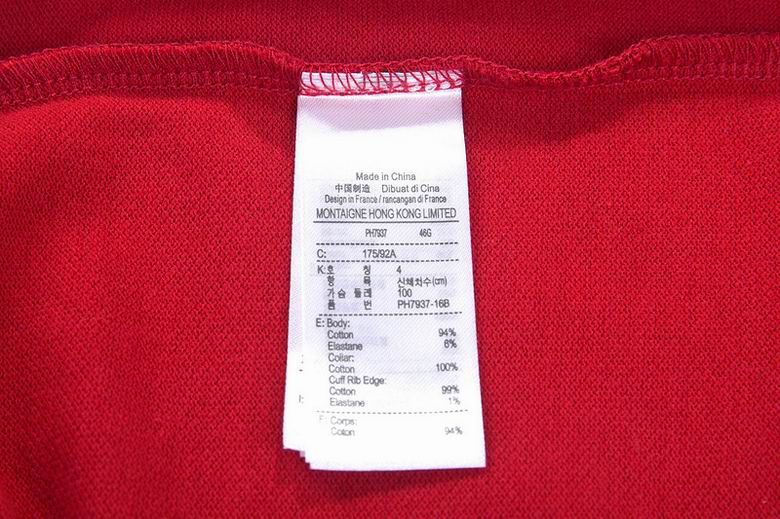 Made in China
中国制造 Dibuat di Cina
Design in France / rancangan di France
MONTAIGNE HONG KONG LIMITED
PH7937 46G
C: 175/92A
K: 호 칭 4
항 목 신체치수(cm)
가슴 둘레 100
품 번 PH7937-16B
E: Body:
Cotton 94%
Elastane 6%
Collar:
Cotton 100%
Cuff Rib Edge:
Cotton 99%
Elastane 1%
F: Corps:
Coton 94%
I: